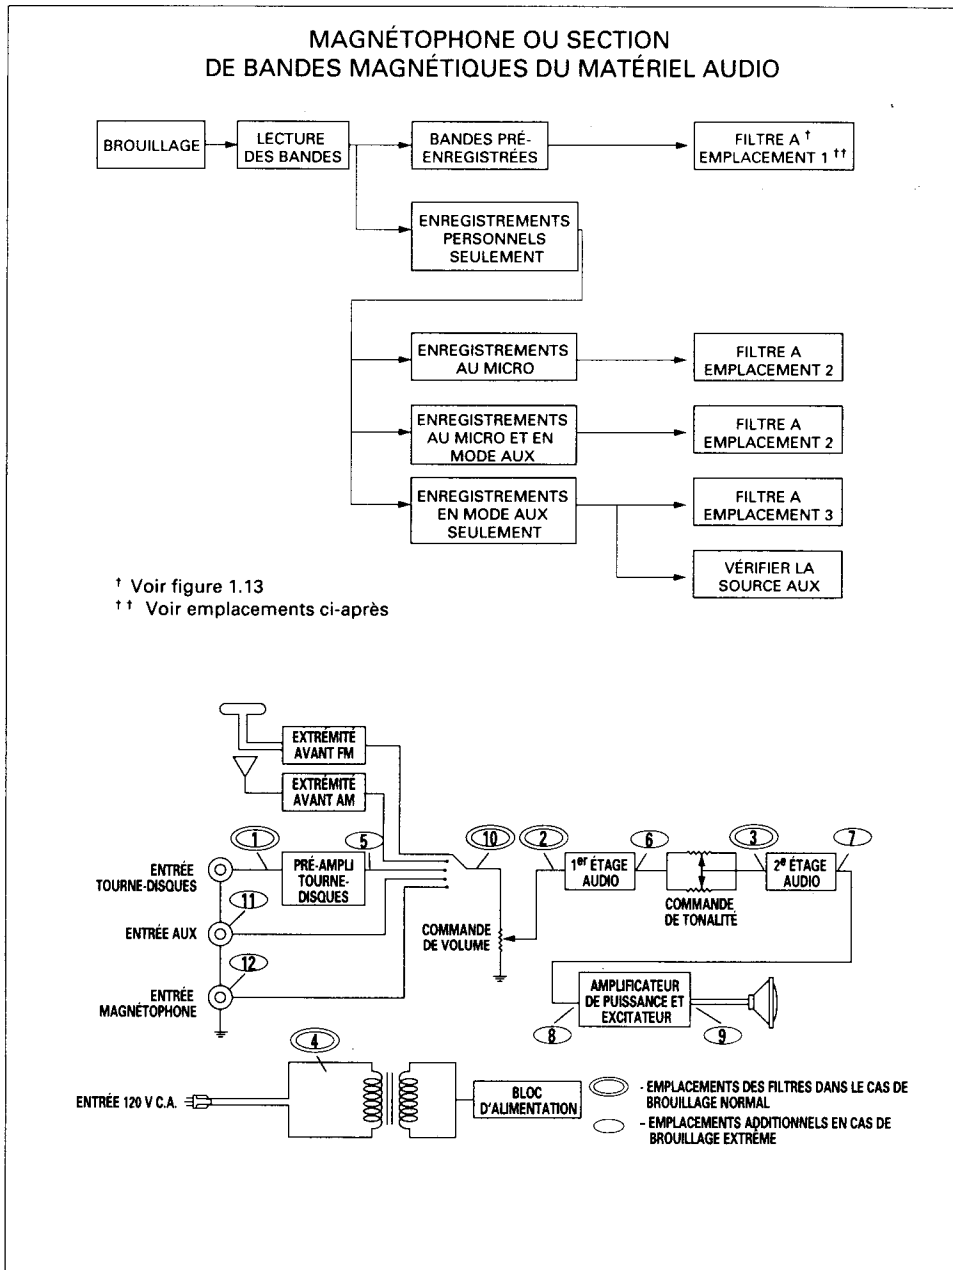 MAGNÉTOPHONE OU SECTION
DE BANDES MAGNÉTIQUES DU MATÉRIEL AUDIO
BROUILLAGE
LECTURE
DES BANDES
BANDES PRÉ-
ENREGISTRÉES
FILTRE A †
EMPLACEMENT 1 ††
ENREGISTREMENTS
PERSONNELS
SEULEMENT
ENREGISTREMENTS
AU MICRO
FILTRE A
EMPLACEMENT 2
ENREGISTREMENTS
AU MICRO ET EN
MODE AUX
FILTRE A
EMPLACEMENT 2
ENREGISTREMENTS
EN MODE AUX
SEULEMENT
FILTRE A
EMPLACEMENT 3
VÉRIFIER LA
SOURCE AUX
† Voir figure 1.13
†† Voir emplacements ci-après
EXTRÉMITÉ
AVANT FM
EXTRÉMITÉ
AVANT AM
1
5
10
2
6
3
7
ENTRÉE
TOURNE-DISQUES
PRÉ-AMPLI
TOURNE-
DISQUES
1er ÉTAGE
AUDIO
COMMANDE
DE TONALITÉ
2e ÉTAGE
AUDIO
11
ENTRÉE AUX
COMMANDE
DE VOLUME
12
ENTRÉE
MAGNÉTOPHONE
AMPLIFICATEUR
DE PUISSANCE ET
EXCITATEUR
8
9
4
ENTRÉE 120 V C.A.
BLOC
D'ALIMENTATION
- EMPLACEMENTS DES FILTRES DANS LE CAS DE
BROUILLAGE NORMAL
- EMPLACEMENTS ADDITIONNELS EN CAS DE
BROUILLAGE EXTRÊME